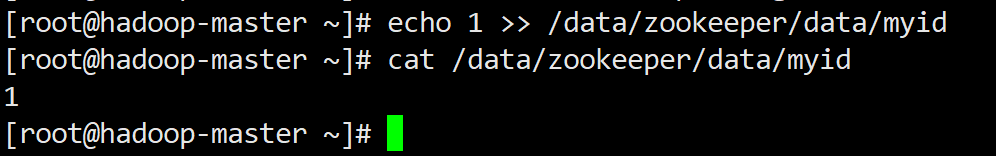 [root@hadoop-master ~]# echo 1 >> /data/zookeeper/data/myid
[root@hadoop-master ~]# cat /data/zookeeper/data/myid
1
[root@hadoop-master ~]#